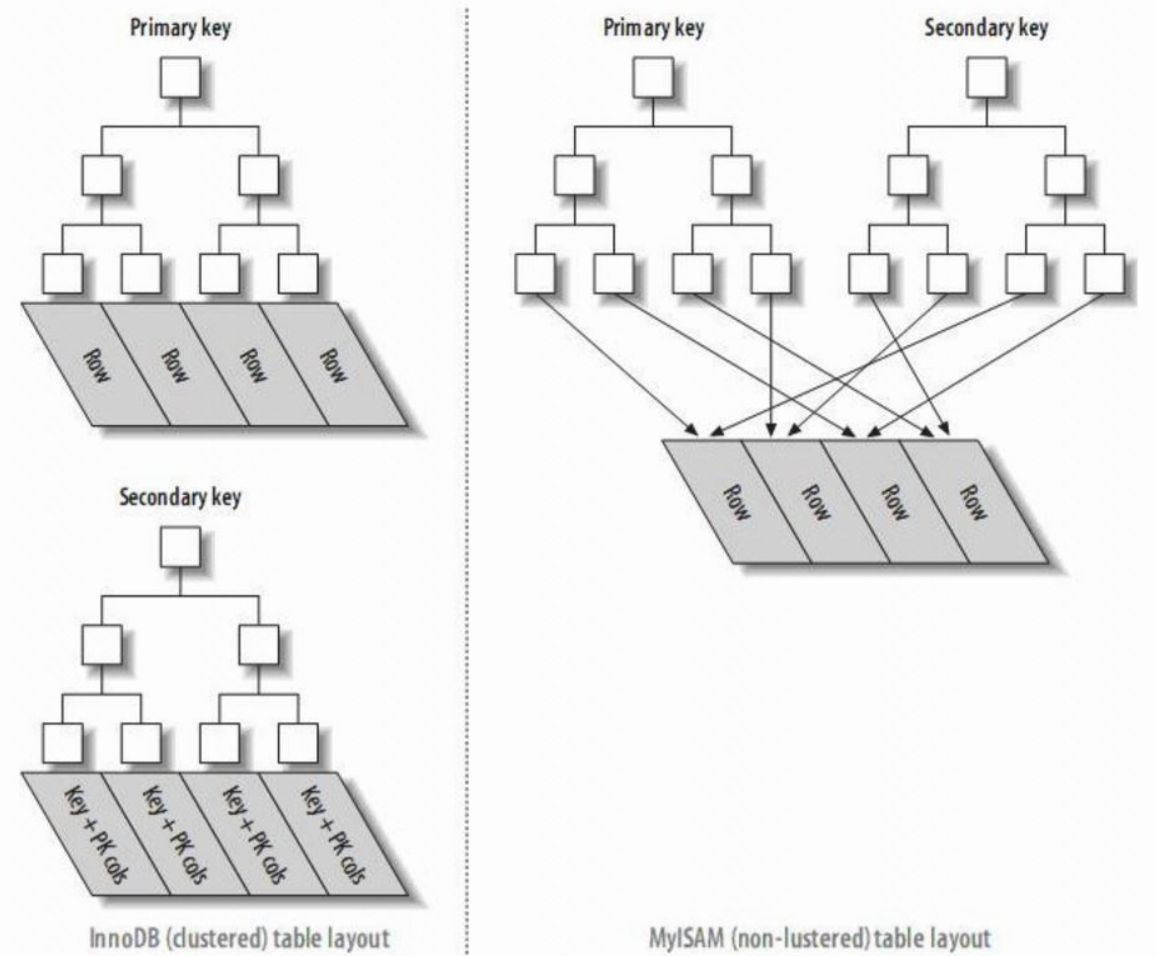 Primary key
Row
Row
Row
Row
Secondary key
Key + PK cols
Key + PK cols
Key + PK cols
Key + PK cols
InnoDB (clustered) table layout
Primary key
Secondary key
Row
Row
Row
Row
MyISAM (non-lustered) table layout